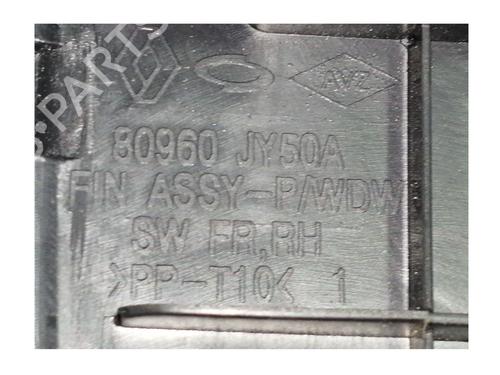 AVZ
80960 JY50A
FIN ASSY-P/WDW
SW FR,RH
>PP-T10< 1